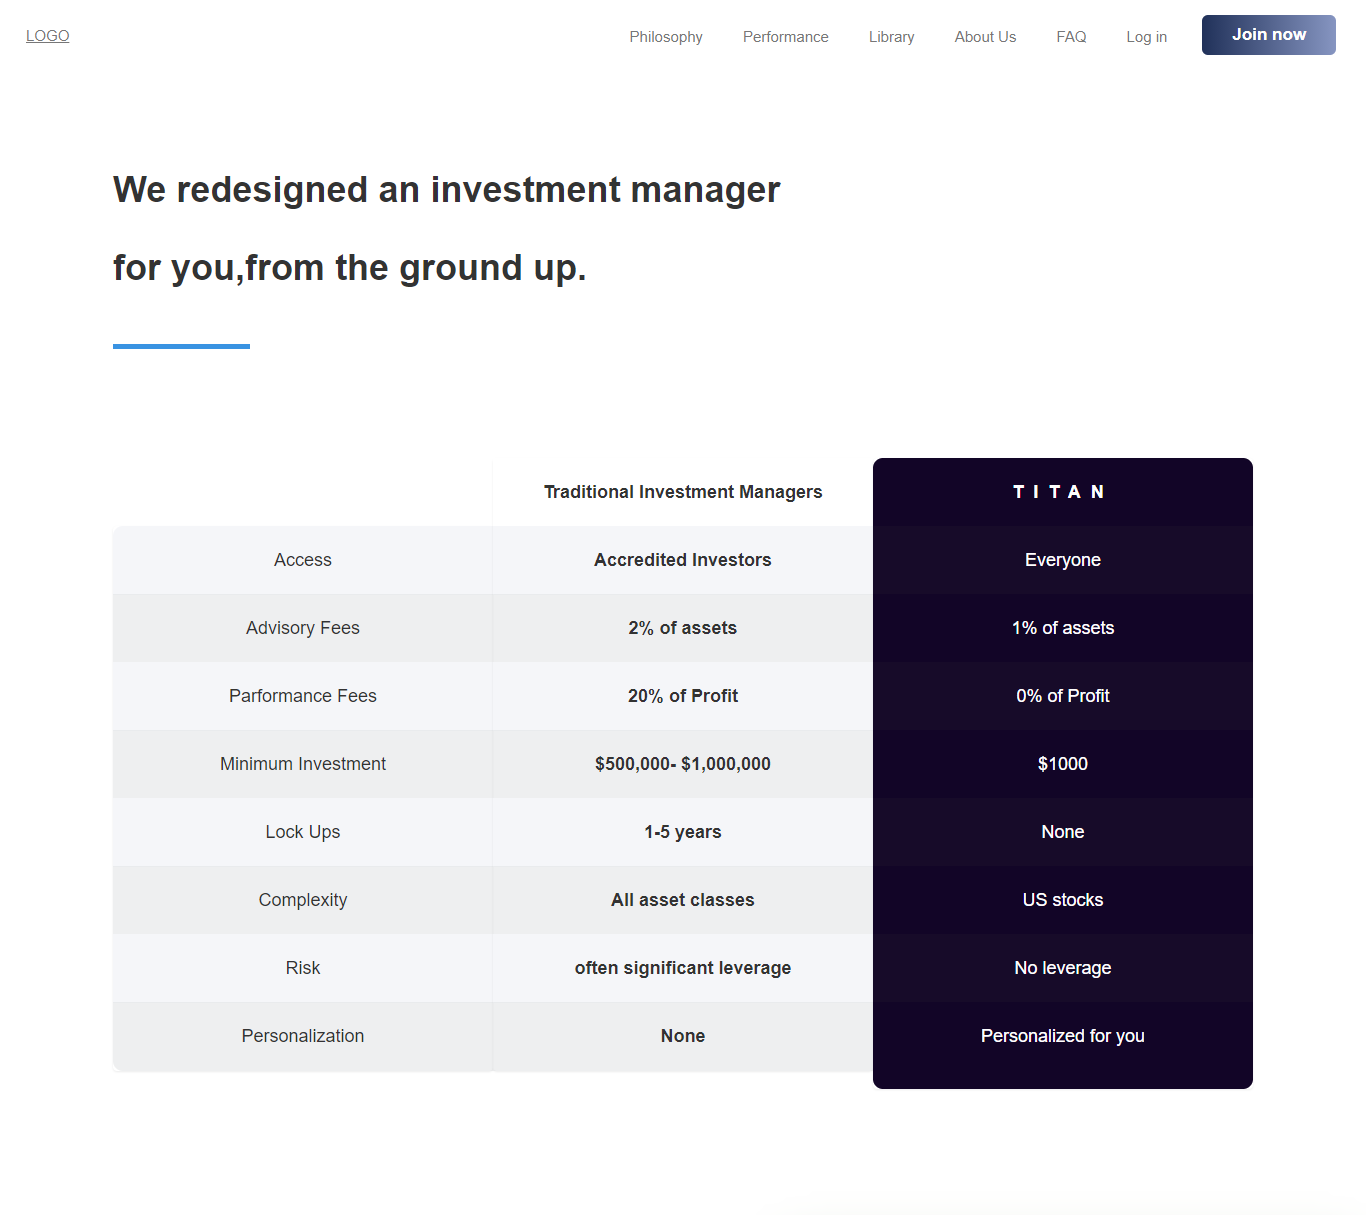 LOGO Philosophy Performance Library About Us FAQ Log in Join now
We redesigned an investment manager
for you,from the ground up.
Traditional Investment Managers TITAN
Access Accredited Investors Everyone
Advisory Fees 2% of assets 1% of assets
Parformance Fees 20% of Profit 0% of Profit
Minimum Investment $500,000- $1,000,000 $1000
Lock Ups 1-5 years None
Complexity All asset classes US stocks
Risk often significant leverage No leverage
Personalization None Personalized for you